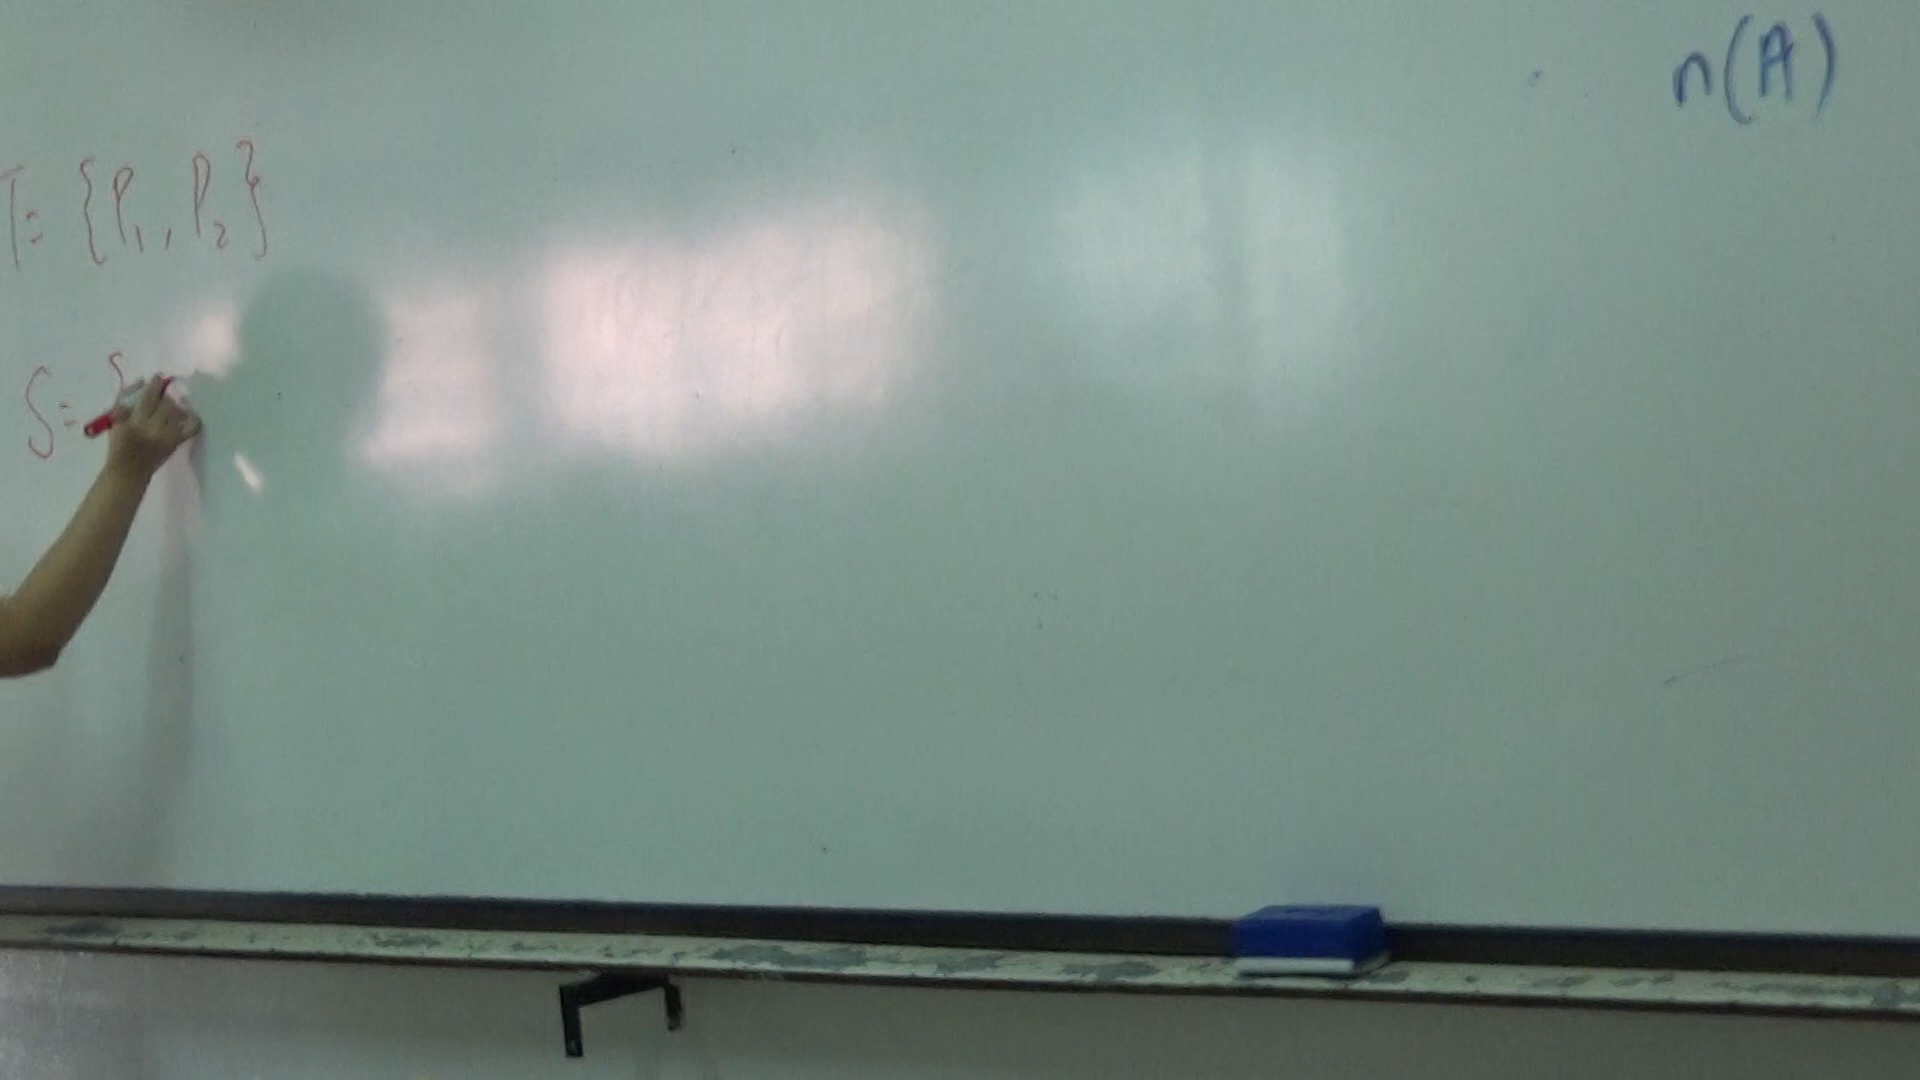 n(A)
T = {P₁, P₂}
S = {